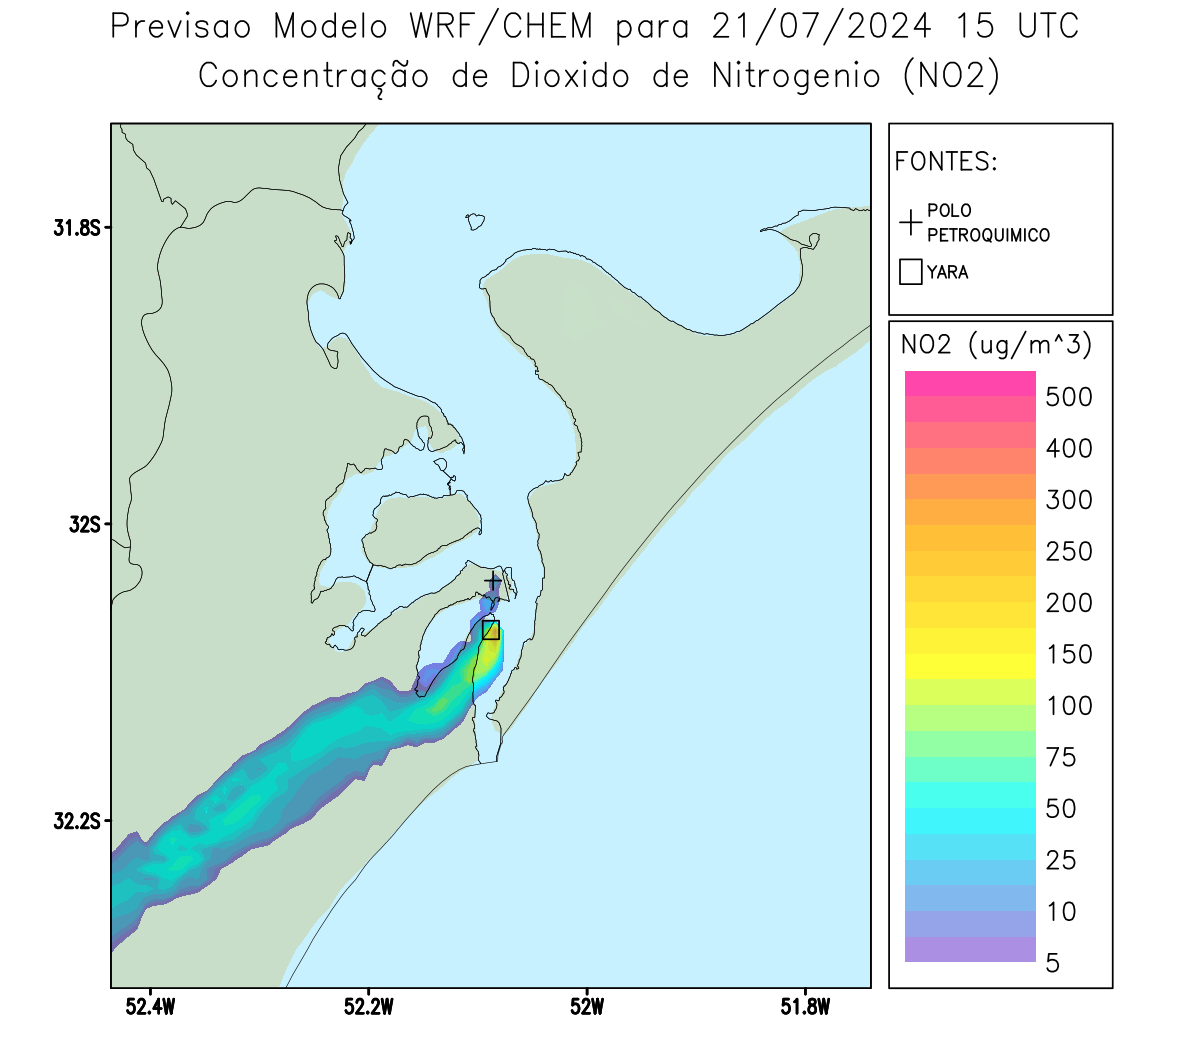 Previsao Modelo WRF/CHEM para 21/07/2024 15 UTC
Concentração de Dioxido de Nitrogenio (NO2)
FONTES:
POLO
PETROQUIMICO
YARA
NO2 (ug/m^3)
500
400
300
250
200
150
100
75
50
25
10
5
31.8S
32S
32.2S
52.4W
52.2W
52W
51.8W